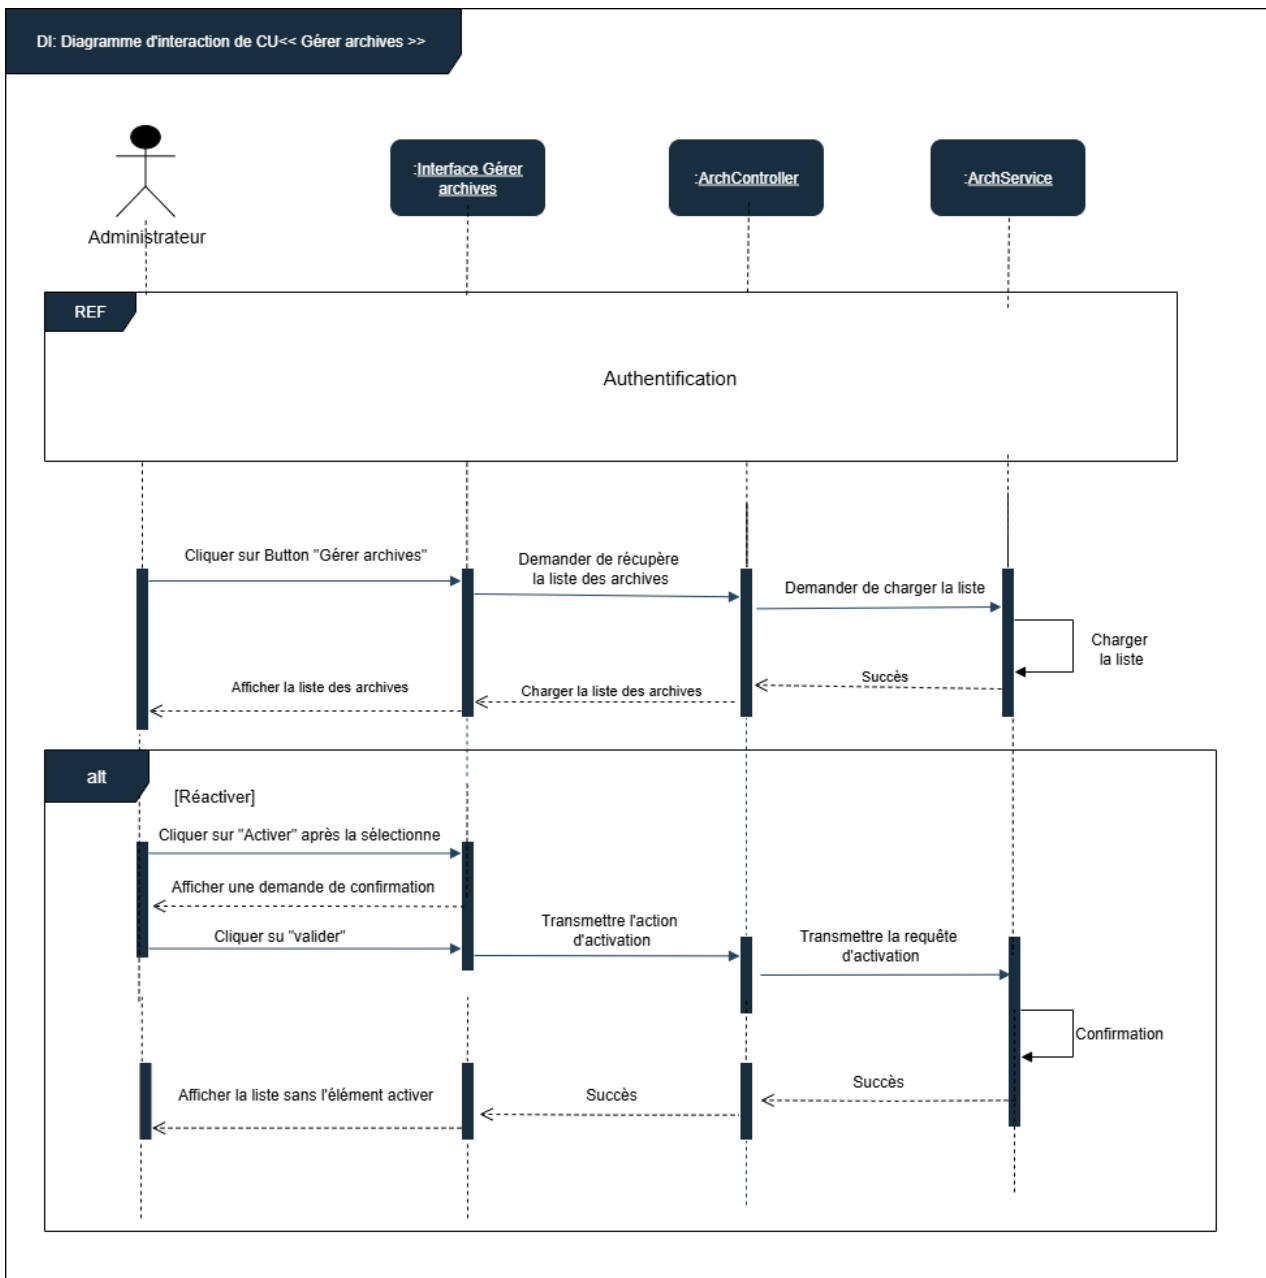 DI: Diagramme d'interaction de CU<< Gérer archives >>
Administrateur
:Interface Gérer
archives
:ArchController
:ArchService
REF
Authentification
Cliquer sur Button "Gérer archives"
Demander de récupère
la liste des archives
Demander de charger la liste
Charger
la liste
Succès
Charger la liste des archives
Afficher la liste des archives
alt
[Réactiver]
Cliquer sur "Activer" après la sélectionne
Afficher une demande de confirmation
Cliquer su "valider"
Transmettre l'action
d'activation
Transmettre la requête
d'activation
Confirmation
Succès
Succès
Afficher la liste sans l'élément activer